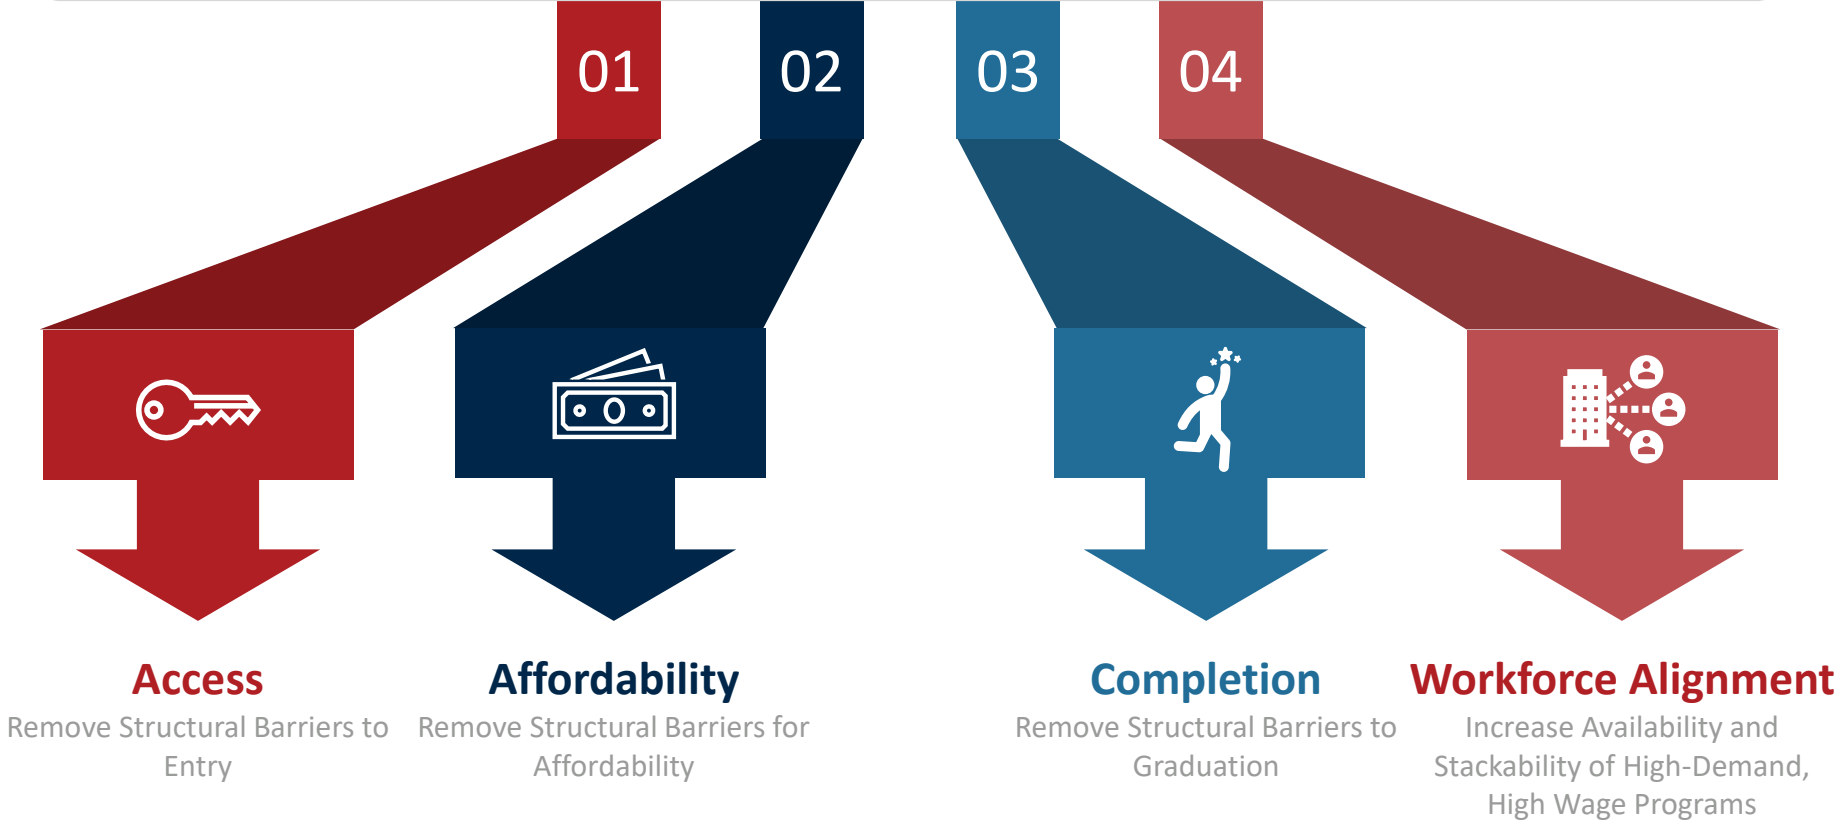 01
02
03
04
Access
Remove Structural Barriers to
Entry
Affordability
Remove Structural Barriers for
Affordability
Completion
Remove Structural Barriers to
Graduation
Workforce Alignment
Increase Availability and
Stackability of High-Demand,
High Wage Programs